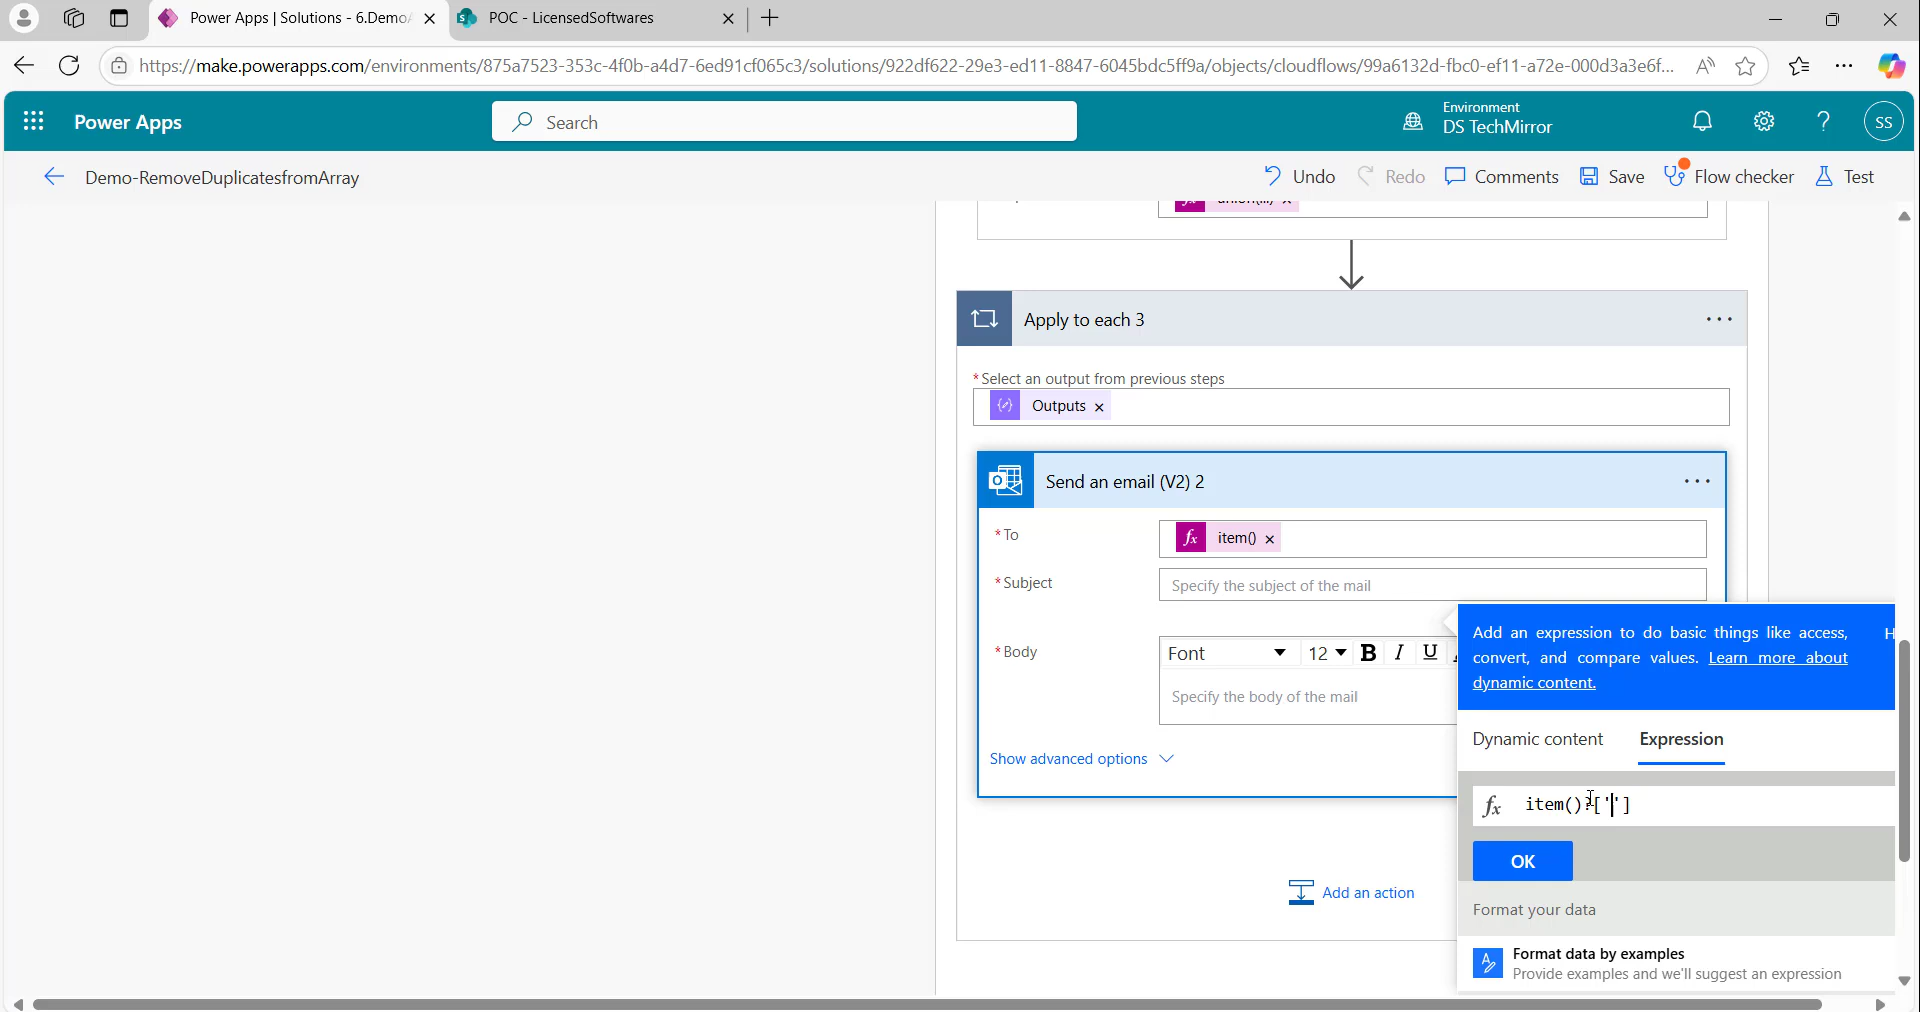 Power Apps | Solutions - 6.Demo
POC - LicensedSoftwares
https://make.powerapps.com/environments/875a7523-353c-4f0b-a4d7-6ed91cf065c3/solutions/922df622-29e3-ed11-8847-6045bdc5ff9a/objects/cloudflows/99a6132d-fbc0-ef11-a72e-000d3a3e6f...
Power Apps
Search
Environment
DS TechMirror
SS
Demo-RemoveDuplicatesfromArray
Undo
Redo
Comments
Save
Flow checker
Test
Apply to each 3
* Select an output from previous steps
Outputs
Send an email (V2) 2
* To
fx item()
* Subject
Specify the subject of the mail
* Body
Font
12
B
I
U
Specify the body of the mail
Show advanced options
Add an action
Add an expression to do basic things like access,
convert, and compare values. Learn more about
dynamic content.
H
Dynamic content
Expression
fx item()?['']
OK
Format your data
Format data by examples
Provide examples and we'll suggest an expression